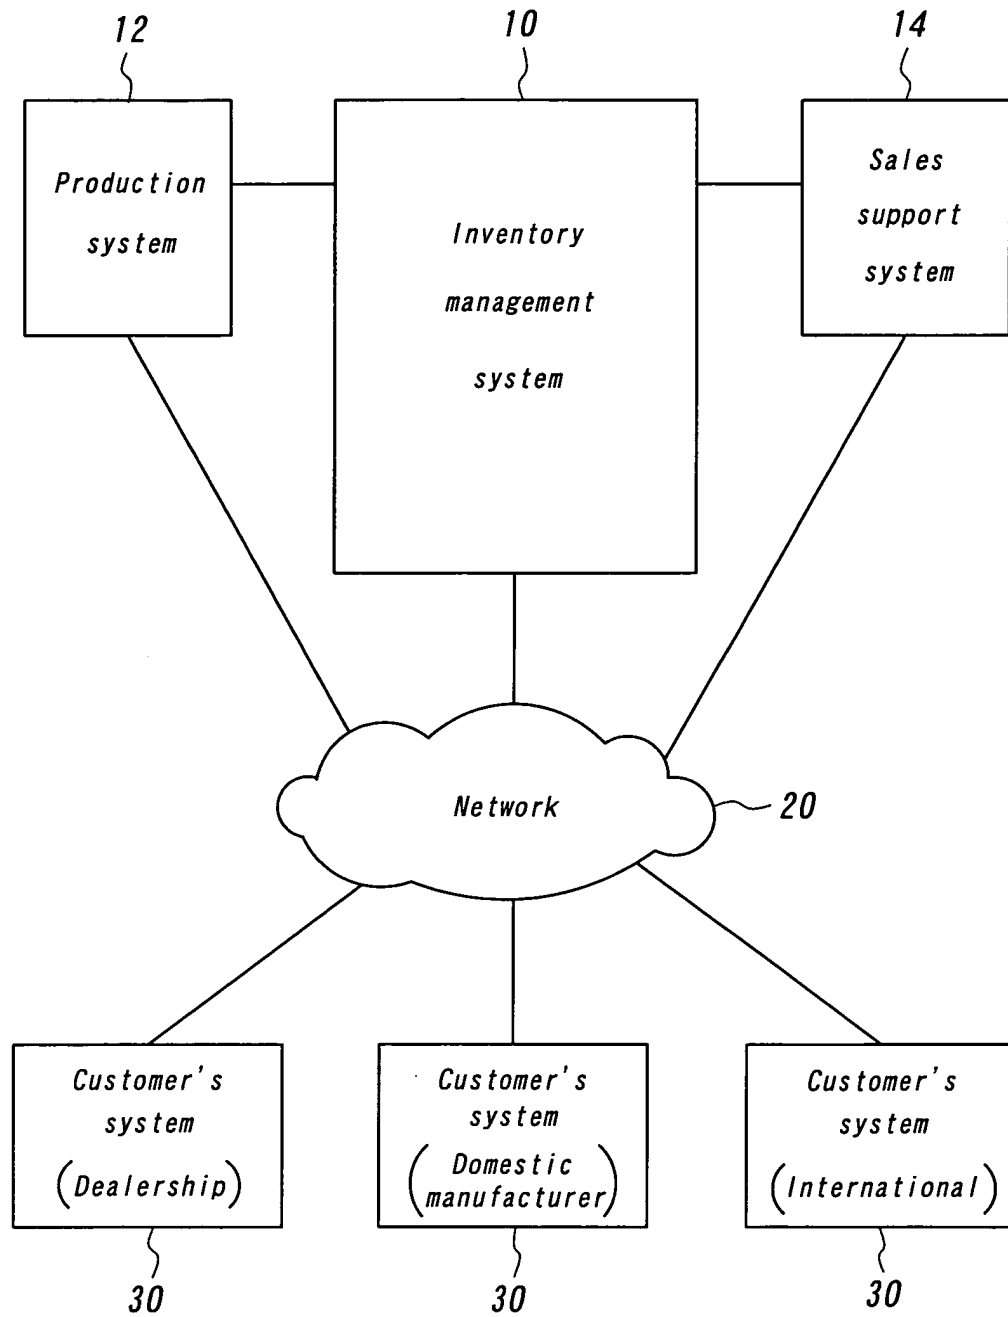 12
10
14
Production
system
Inventory
management
system
Sales
support
system
Network
20
Customer's
system
(Dealership)
Customer's
system
(Domestic
manufacturer)
Customer's
system
(International)
30
30
30